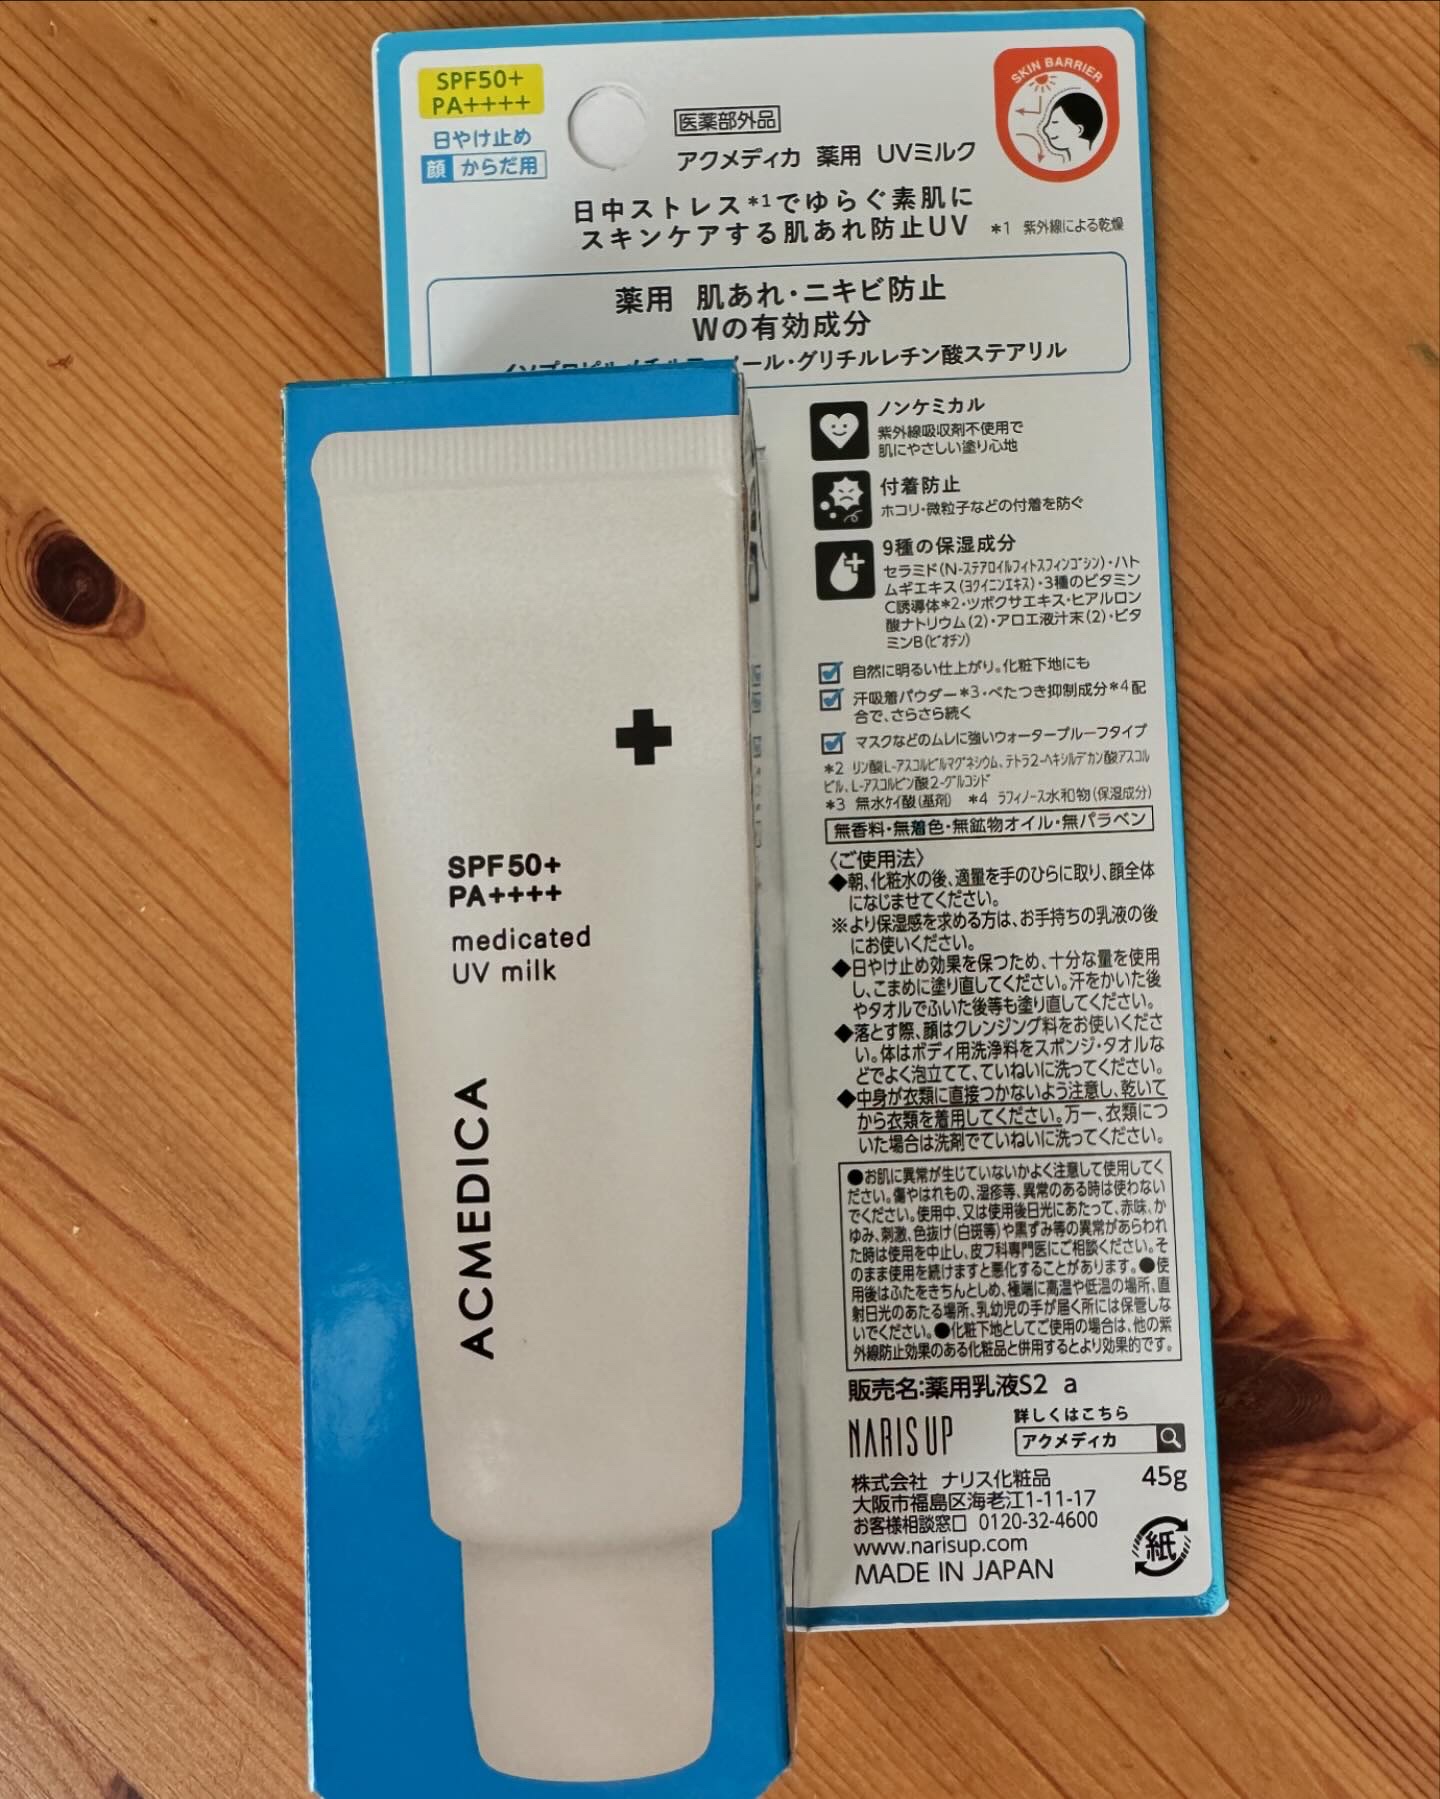 SPF50+
PA++++
日やけ止め
顔 からだ用
医薬部外品
アクメディカ 薬用 UVミルク
SKIN BARRIER
日中ストレス*1でゆらぐ素肌に
スキンケアする肌あれ防止UV *1 紫外線による乾燥
薬用 肌あれ・ニキビ防止
Wの有効成分
ール・グリチルレチン酸ステアリル
ノンケミカル
紫外線吸収剤不使用で
肌にやさしい塗り心地
付着防止
ホコリ・微粒子などの付着を防ぐ
9種の保湿成分
セラミド(N-ステアロイルフィトスフィンゴシン)・ハト
ムギエキス(ヨクイニンエキス)・3種のビタミン
C誘導体*2・ツボクサエキス・ヒアルロン
酸ナトリウム(2)・アロエ液汁末(2)・ビタ
ミンB(ビオチン)
自然に明るい仕上がり。化粧下地にも
汗吸着パウダー*3・べたつき抑制成分*4配
合で、さらさら続く
マスクなどのムレに強いウォータープルーフタイプ
*2 リン酸L-アスコルビルマグネシウム、テトラ2-ヘキシルデカン酸アスコル
ビル、L-アスコルビン酸2-グルコシド
*3 無水ケイ酸(基剤) *4 ラフィノース水和物(保湿成分)
無香料・無着色・無鉱物オイル・無パラベン
〈ご使用法〉
◆朝、化粧水の後、適量を手のひらに取り、顔全体
になじませてください。
※より保湿感を求める方は、お手持ちの乳液の後
にお使いください。
◆日やけ止め効果を保つため、十分な量を使用
し、こまめに塗り直してください。汗をかいた後
やタオルでふいた後等も塗り直してください。
◆落とす際、顔はクレンジング料をお使いくださ
い。体はボディ用洗浄料をスポンジ・タオルな
どでよく泡立てて、ていねいに洗ってください。
◆中身が衣類に直接つかないよう注意し、乾いて
から衣類を着用してください。万一、衣類につ
いた場合は洗剤でていねいに洗ってください。
●お肌に異常が生じていないかよく注意して使用してく
ださい。傷やはれもの、湿疹等、異常のある時は使わない
でください。使用中、又は使用後日光にあたって、赤味、か
ゆみ、刺激、色抜け(白斑等)や黒ずみ等の異常があらわれ
た時は使用を中止し、皮フ科専門医にご相談ください。そ
のまま使用を続けますと悪化することがあります。●使
用後はふたをきちんとしめ、極端に高温や低温の場所、直
射日光のあたる場所、乳幼児の手が届く所には保管しな
いでください。●化粧下地としてご使用の場合は、他の紫
外線防止効果のある化粧品と併用するとより効果的です。
販売名:薬用乳液S2 a
NARIS UP
詳しくはこちら
アクメディカ
株式会社 ナリス化粧品 45g
大阪市福島区海老江1-11-17
お客様相談窓口 0120-32-4600
www.narisup.com
MADE IN JAPAN
紙
SPF50+
PA++++
medicated
UV milk
ACMEDICA